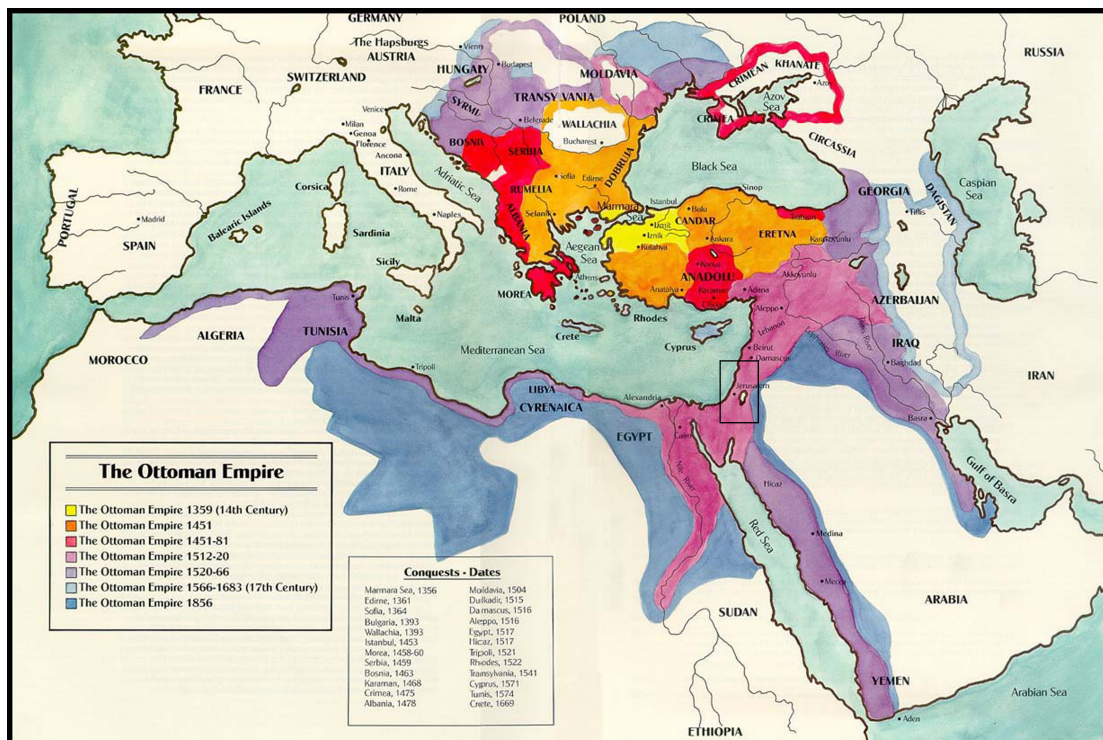 GERMANY
POLAND
RUSSIA
The Hapsburgs
AUSTRIA
Vienn
HUNGALY
Budapest
MOLDAVIA
CRIMEAN KHANATE
Azov
Azov
Sea
SWITZERLAND
FRANCE
TRANSY VANIA
SYRMI
Venice
Belgrade
WALLACHIA
Bucharest
CRIMEA
CIRCASSIA
Milan
Genoa
Florence
Ancona
BOSNIA
SERBIA
DOBRUJA
Black Sea
Caspian
Sea
ITALY
Adriatic Sea
Corsica
Rome
RUMELIA
Sofia
Edirne
Sinop
GEORGIA
DAGISTAN
Tiflis
PORTUGAL
Madrid
SPAIN
Balearic Islands
Sardinia
Naples
ALBANIA
Selanik
Marmara
Sea
Istanbul
Bolu
CANDAR
Izmit
Iznik
Kutahya
Ankara
ERETNA
Trabzon
Karakoyunlu
Aegean
Sea
Sicily
Athens
MOREA
ANADOLU
Konya
Karaman
Anatalya
Adana
Akkoyunlu
AZERBAIJAN
Tunis
Malta
Rhodes
Aleppo
ALGERIA
TUNISIA
Crete
Cyprus
Lebanon
IRAQ
MOROCCO
Mediterranean Sea
Beirut
Damascus
River
River
Baghdad
IRAN
Tripoli
LIBYA
CYRENAICA
Alexandria
Jerusalem
Basra
EGYPT
Cairo
Nile River
Hicaz
Gulf of Basra
Red Sea
Medina
Mecca
SUDAN
ARABIA
YEMEN
Aden
Arabian Sea
ETHIOPIA
The Ottoman Empire
The Ottoman Empire 1359 (14th Century)
The Ottoman Empire 1451
The Ottoman Empire 1451-81
The Ottoman Empire 1512-20
The Ottoman Empire 1520-66
The Ottoman Empire 1566-1683 (17th Century)
The Ottoman Empire 1856
Conquests - Dates
Marmara Sea, 1356
Edirne, 1361
Sofia, 1364
Bulgaria, 1393
Wallachia, 1393
Istanbul, 1453
Morea, 1458-60
Serbia, 1459
Bosnia, 1463
Karaman, 1468
Crimea, 1475
Albania, 1478
Moldavia, 1504
Dulkadir, 1515
Damascus, 1516
Aleppo, 1516
Egypt, 1517
Hicaz, 1517
Tripoli, 1521
Rhodes, 1522
Transylvania, 1541
Cyprus, 1571
Tunis, 1574
Crete, 1669